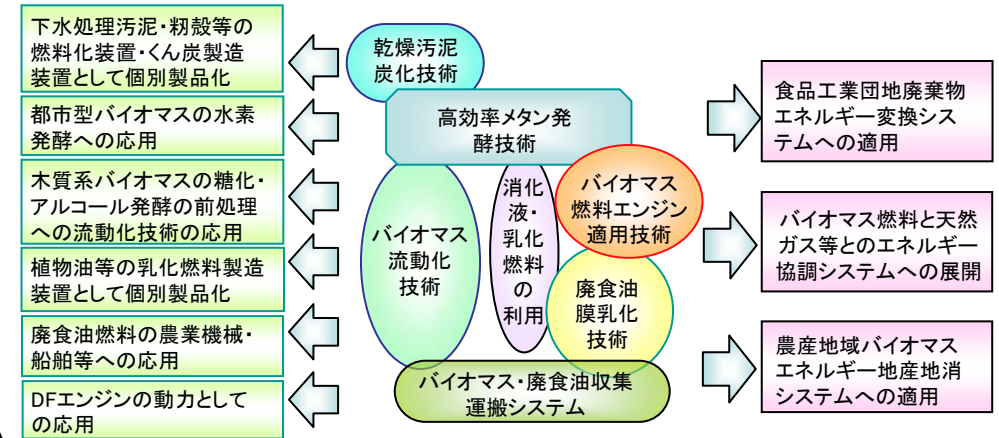 下水処理汚泥・籾殻等の
燃料化装置・くん炭製造
装置として個別製品化
都市型バイオマスの水素
発酵への応用
木質系バイオマスの糖化・
アルコール発酵の前処理
への流動化技術の応用
植物油等の乳化燃料製造
装置として個別製品化
廃食油燃料の農業機械・
船舶等への応用
DFエンジンの動力として
の応用
乾燥汚泥
炭化技術
高効率メタン発
酵技術
バイオマス
流動化
技術
消化
液・
乳化
燃料
の
利用
バイオマス
燃料エンジン
適用技術
廃食油
膜乳化
技術
バイオマス・廃食油収集
運搬システム
食品工業団地廃棄物
エネルギー変換シス
テムへの適用
バイオマス燃料と天然
ガス等とのエネルギー
協調システムへの展開
農産地域バイオマス
エネルギー地産地消
システムへの適用